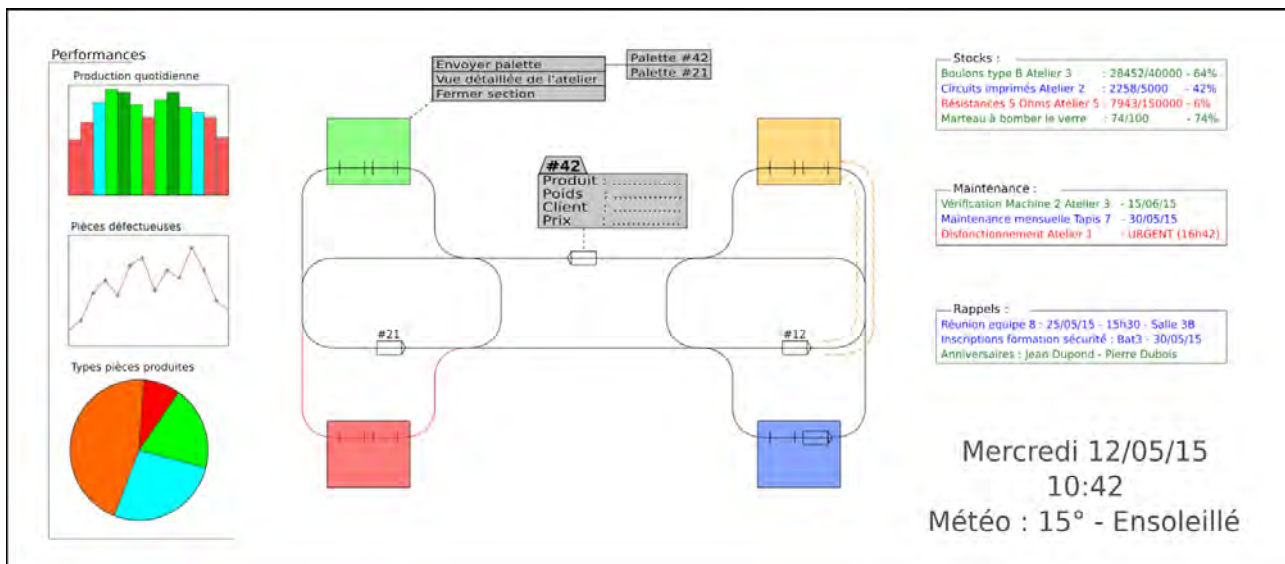 Performances
Production quotidienne
Pièces défectueuses
Types pièces produites
Envoyer palette
Vue détaillée de l'atelier
Fermer section
Palette #42
Palette #21
#42
Produit : ..............
Poids : ..............
Client : ..............
Prix : ..............
#21
#12
Stocks :
Boulons type B Atelier 3 : 28452/40000 - 64%
Circuits imprimés Atelier 2 : 2258/5000 - 42%
Résistances 5 Ohms Atelier 5 : 7943/150000 - 6%
Marteau à bomber le verre : 74/100 - 74%
Maintenance :
Vérification Machine 2 Atelier 3 - 15/06/15
Maintenance mensuelle Tapis 7 - 30/05/15
Disfonctionnement Atelier 1 : URGENT (16h42)
Rappels :
Réunion equipe 8 : 25/05/15 - 15h30 - Salle 3B
Inscriptions formation sécurité : Bat3 - 30/05/15
Anniversaires : Jean Dupond - Pierre Dubois
Mercredi 12/05/15
10:42
Météo : 15° - Ensoleillé